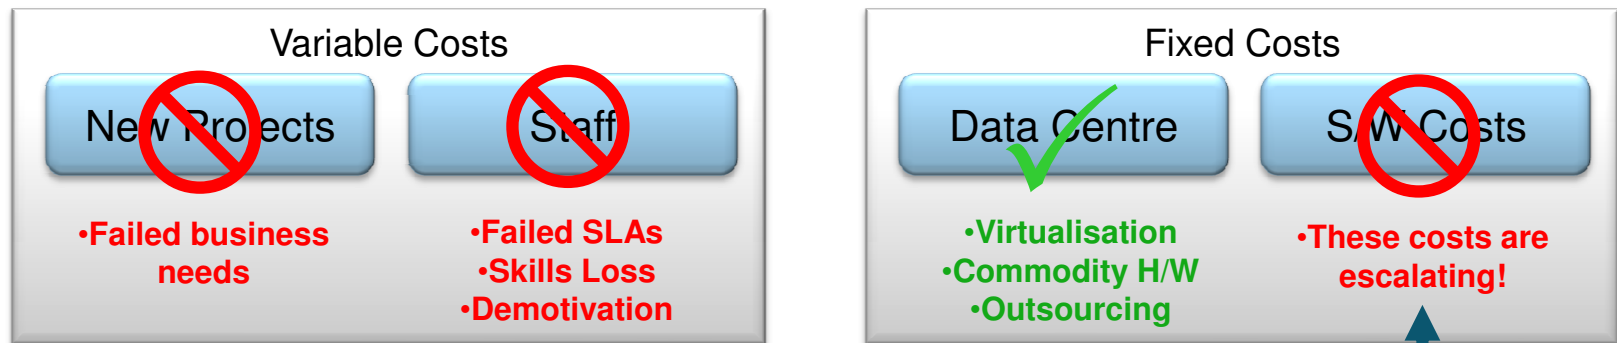 Variable Costs
New Projects
Staff
•Failed business
needs
•Failed SLAs
•Skills Loss
•Demotivation
Fixed Costs
Data Centre
S/W Costs
•Virtualisation
•Commodity H/W
•Outsourcing
•These costs are
escalating!